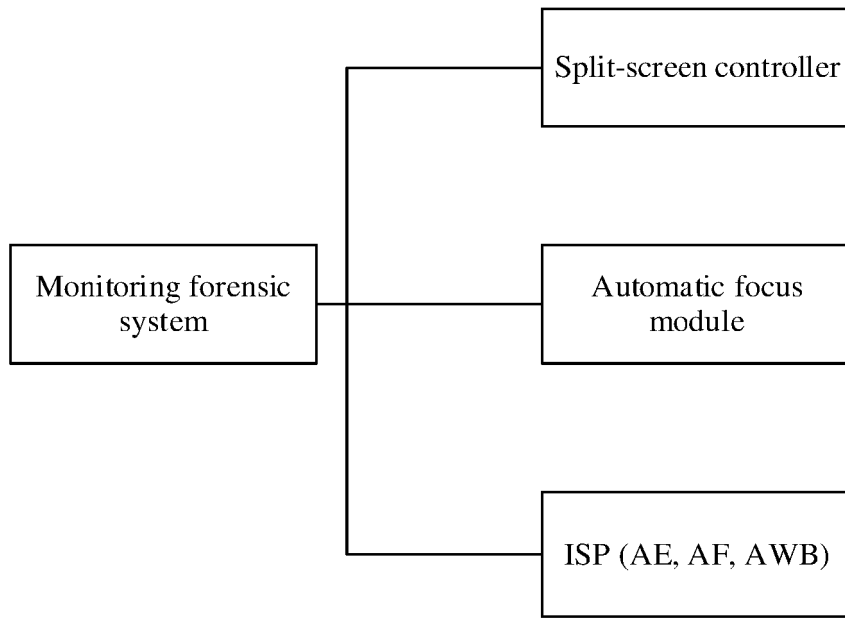 Split-screen controller
Monitoring forensic
system
Automatic focus
module
ISP (AE, AF, AWB)